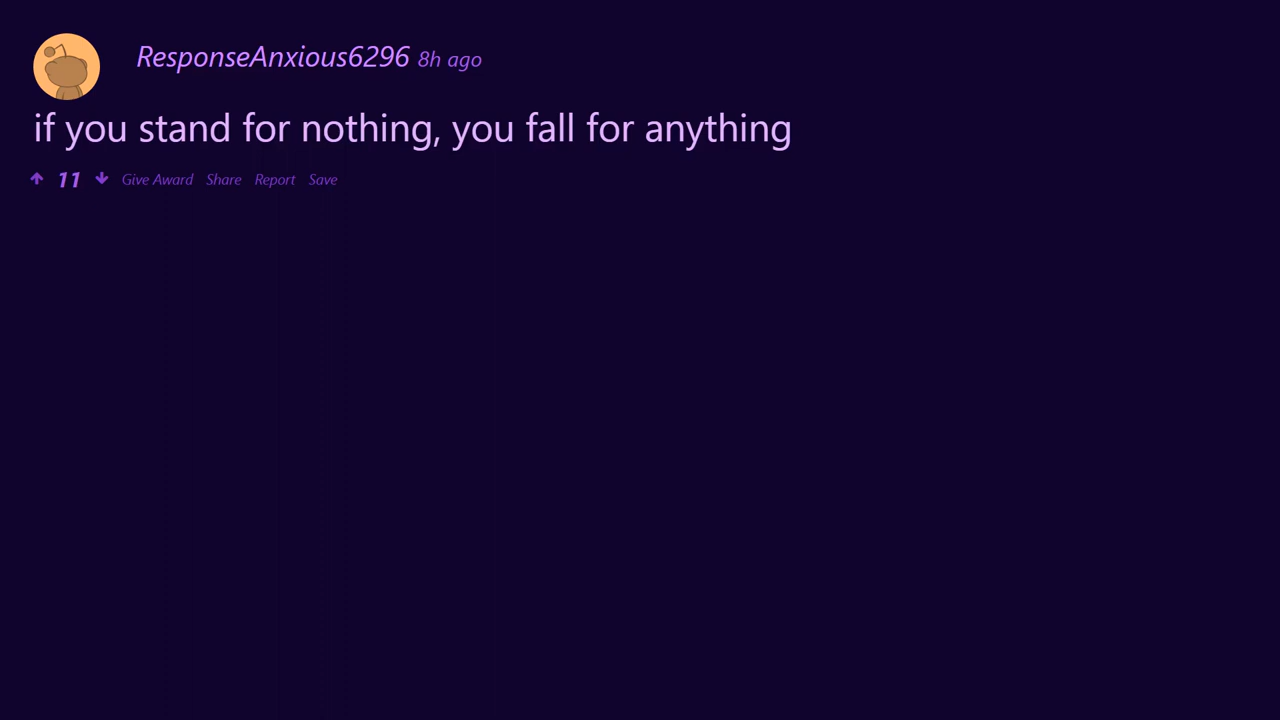 ResponseAnxious6296 8h ago
if you stand for nothing, you fall for anything
11 Give Award Share Report Save